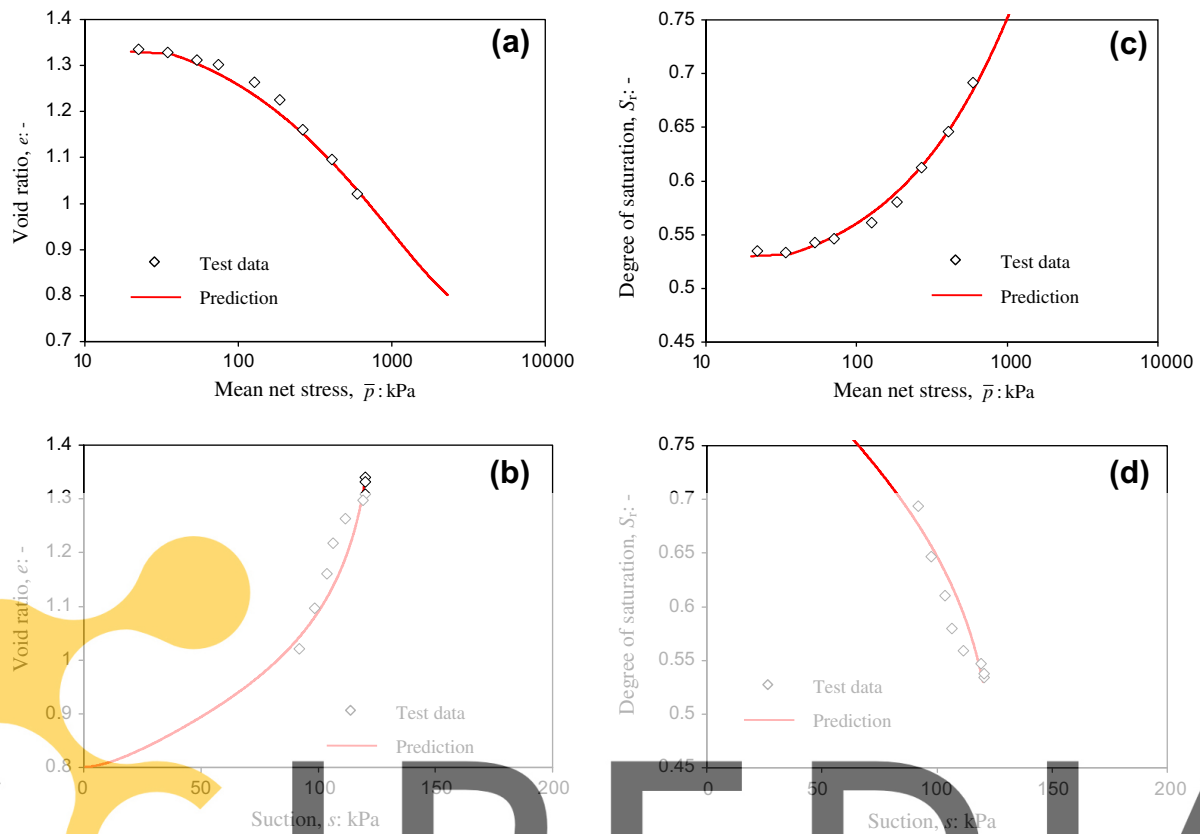 (a)
1.4
1.3
1.2
1.1
1
0.9
0.8
0.7
Void ratio, e: -
Test data
Prediction
10
100
1000
10000
Mean net stress, p̅ : kPa
(c)
0.75
0.7
0.65
0.6
0.55
0.5
0.45
Degree of saturation, Sr: -
Test data
Prediction
10
100
1000
10000
Mean net stress, p̅ : kPa
(b)
1.4
1.3
1.2
1.1
1
0.9
0.8
Void ratio, e: -
Test data
Prediction
0
50
100
150
200
Suction, s: kPa
(d)
0.75
0.7
0.65
0.6
0.55
0.5
0.45
Degree of saturation, Sr: -
Test data
Prediction
0
50
100
150
200
Suction, s: kPa